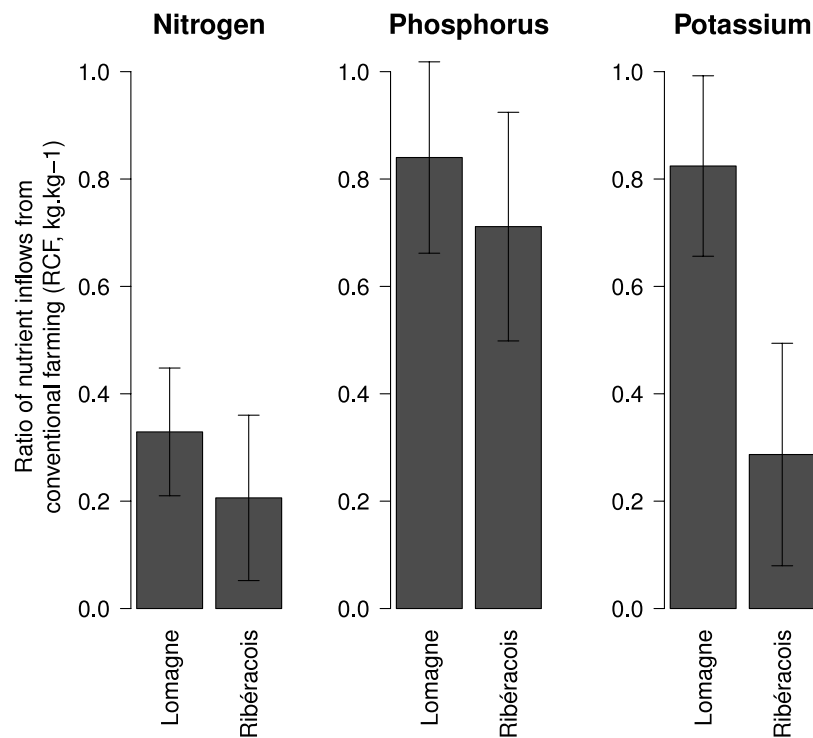 Nitrogen
Phosphorus
Potassium
Ratio of nutrient inflows from
conventional farming (RCF, kg.kg−1)
1.0
0.8
0.6
0.4
0.2
0.0
Lomagne
Ribéracois
1.0
0.8
0.6
0.4
0.2
0.0
Lomagne
Ribéracois
1.0
0.8
0.6
0.4
0.2
0.0
Lomagne
Ribéracois